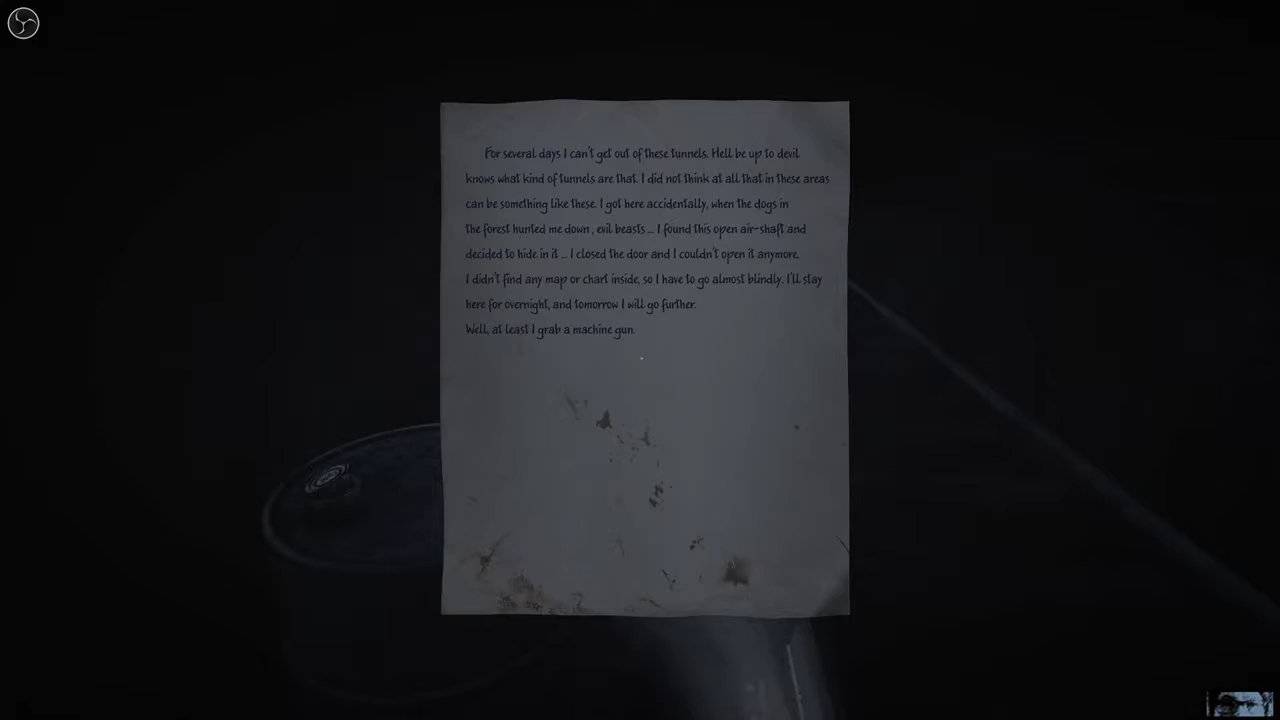 For several days I can't get out of these tunnels. Hell be up to devil
knows what kind of tunnels are that. I did not think at all that in these areas
can be something like these. I got here accidentally, when the dogs in
the forest hunted me down , evil beasts ... I found this open air-shaft and
decided to hide in it ... I closed the door and I couldn't open it anymore.
I didn't find any map or chart inside, so I have to go almost blindly. I'll stay
here for overnight, and tomorrow I will go further.
Well, at least I grab a machine gun.